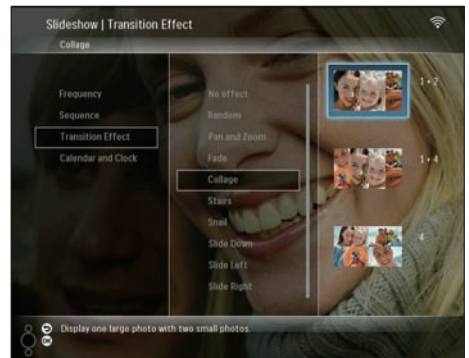 Slideshow | Transition Effect
Collage
Frequency
Sequence
Transition Effect
Calendar and Clock
No effect
Random
Pan and Zoom
Fade
Collage
Stairs
Snail
Slide Down
Slide Left
Slide Right
1 + 2
1 + 4
4
Display one large photo with two small photos.
OK